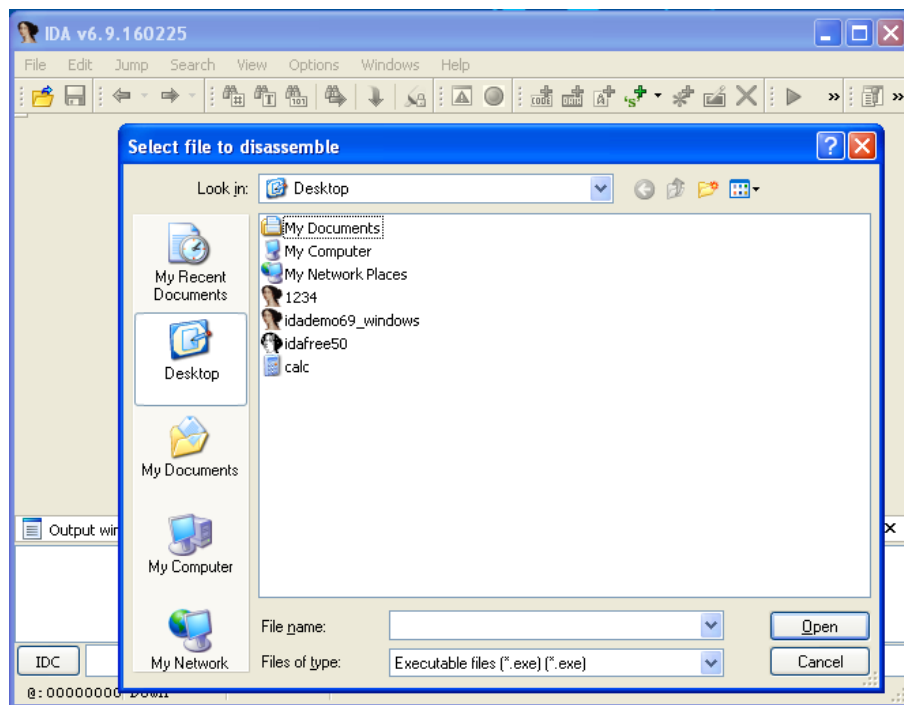 IDA v6.9.160225
File Edit Jump Search View Options Windows Help
Select file to disassemble
Look in: Desktop
My Recent Documents
Desktop
My Documents
My Computer
My Network
My Documents
My Computer
My Network Places
1234
idademo69_windows
idafree50
calc
Output win
File name:
Open
Files of type: Executable files (*.exe) (*.exe)
Cancel
IDC
@:00000000 Down